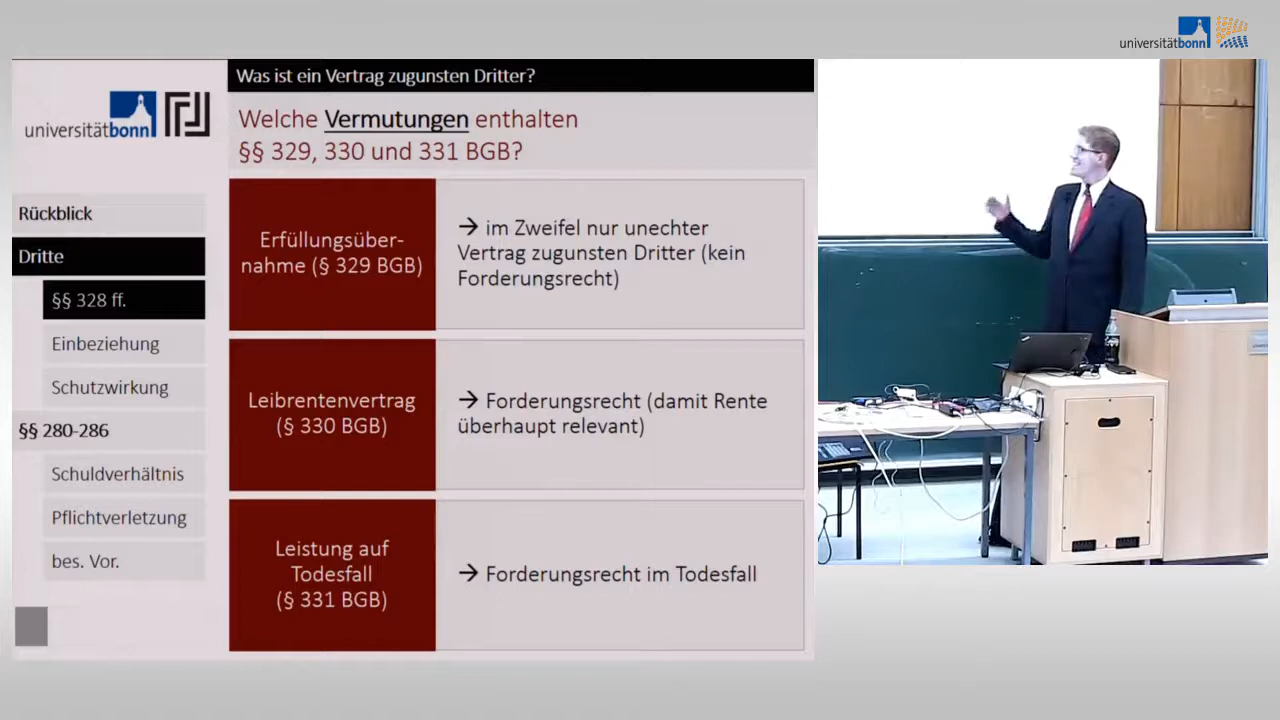 universitätbonn
Was ist ein Vertrag zugunsten Dritter?
universitätbonn
Welche Vermutungen enthalten
§§ 329, 330 und 331 BGB?
Rückblick
Dritte
§§ 328 ff.
Einbeziehung
Schutzwirkung
§§ 280-286
Schuldverhältnis
Pflichtverletzung
bes. Vor.
Erfüllungsüber-
nahme (§ 329 BGB)
→ im Zweifel nur unechter
Vertrag zugunsten Dritter (kein
Forderungsrecht)
Leibrentenvertrag
(§ 330 BGB)
→ Forderungsrecht (damit Rente
überhaupt relevant)
Leistung auf
Todesfall
(§ 331 BGB)
→ Forderungsrecht im Todesfall